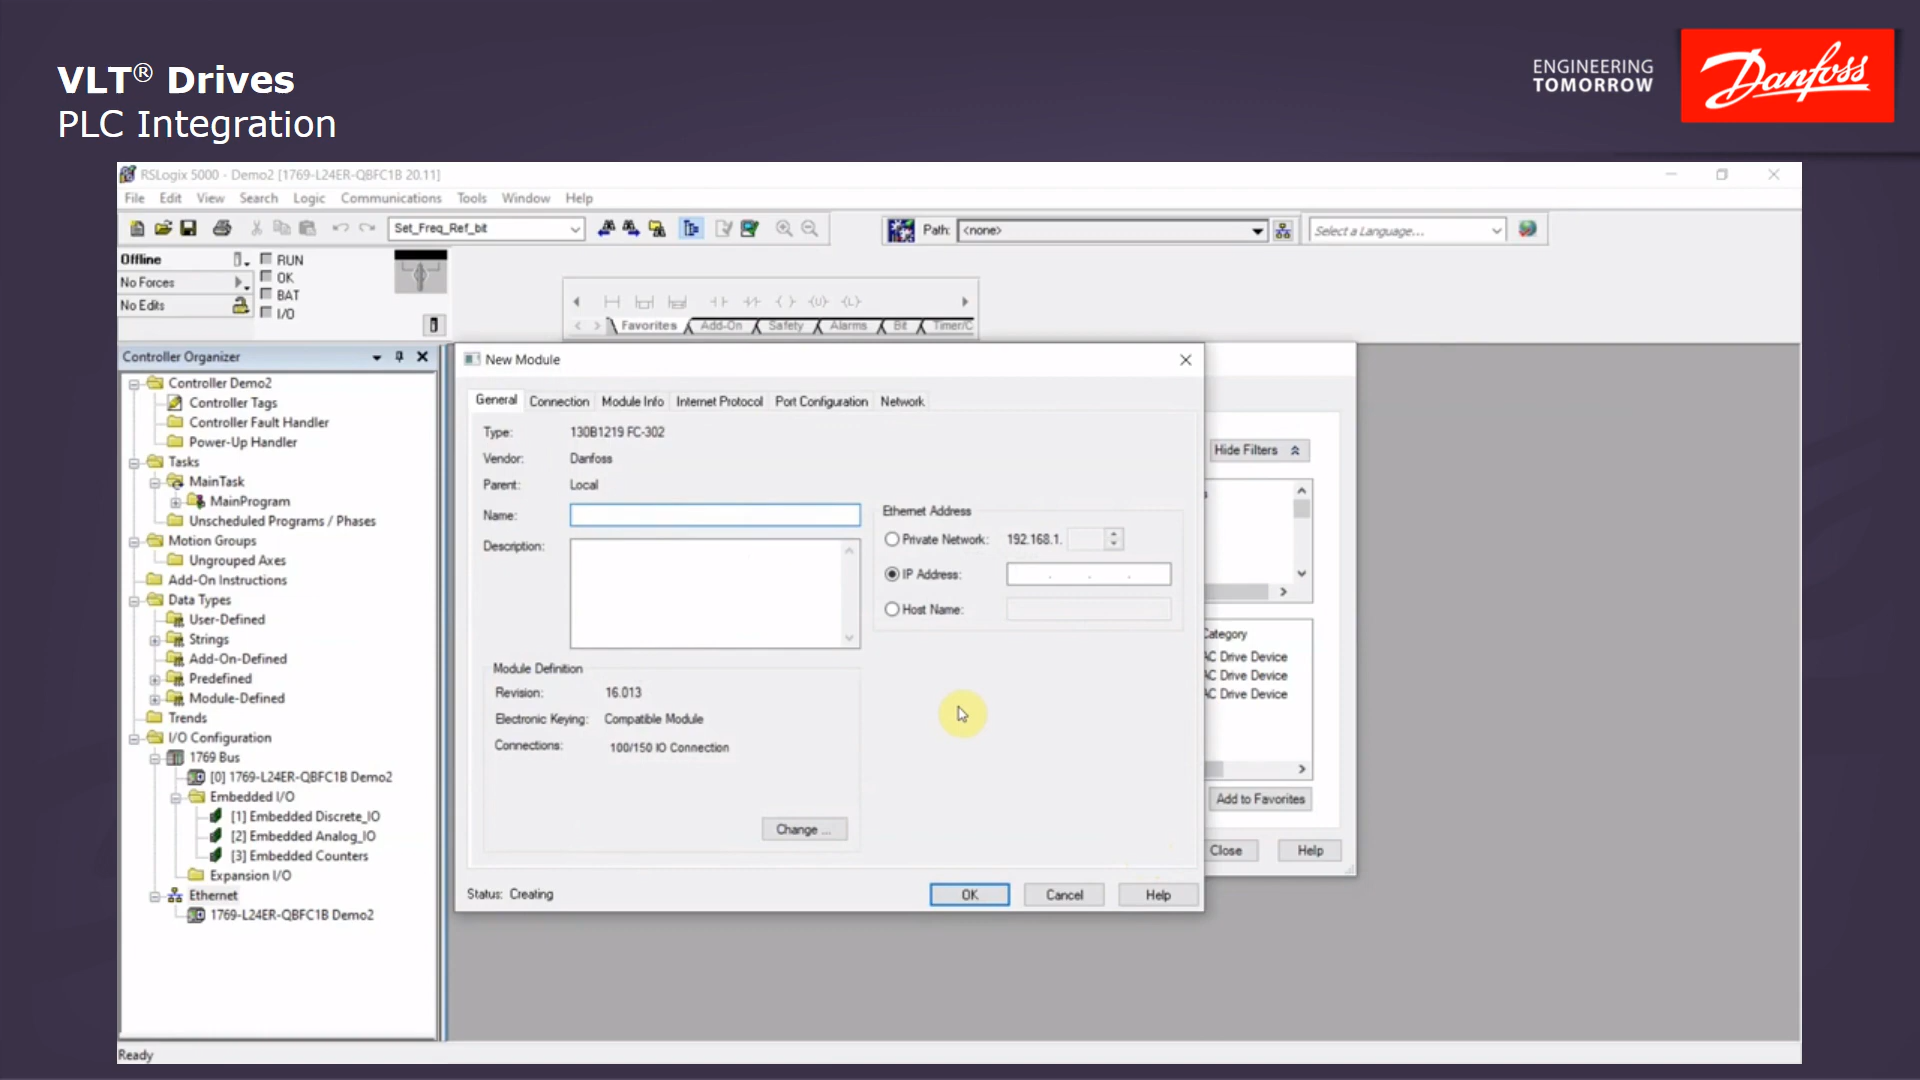 VLT® Drives
PLC Integration
ENGINEERING
TOMORROW
Danfoss
RSLogix 5000 - Demo2 [1769-L24ER-QBFC1B 20.11]
File Edit View Search Logic Communications Tools Window Help
Set_Freq_Ref_bit
Path: <none>
Select a Language...
Offline
No Forces
No Edits
RUN
OK
BAT
I/O
Favorites Add-On Safety Alarms Bit Timer/C
Controller Organizer
Controller Demo2
Controller Tags
Controller Fault Handler
Power-Up Handler
Tasks
MainTask
MainProgram
Unscheduled Programs / Phases
Motion Groups
Ungrouped Axes
Add-On Instructions
Data Types
User-Defined
Strings
Add-On-Defined
Predefined
Module-Defined
Trends
I/O Configuration
1769 Bus
[0] 1769-L24ER-QBFC1B Demo2
Embedded I/O
[1] Embedded Discrete_IO
[2] Embedded Analog_IO
[3] Embedded Counters
Expansion I/O
Ethernet
1769-L24ER-QBFC1B Demo2
New Module
General Connection Module Info Internet Protocol Port Configuration Network
Type: 130B1219 FC-302
Vendor: Danfoss
Parent: Local
Name:
Description:
Ethernet Address
Private Network: 192.168.1.
IP Address: . . .
Host Name:
Module Definition
Revision: 16.013
Electronic Keying: Compatible Module
Connections: 100/150 IO Connection
Change ...
Status: Creating
OK Cancel Help
Hide Filters
Category
AC Drive Device
AC Drive Device
AC Drive Device
Add to Favorites
Close Help
Ready